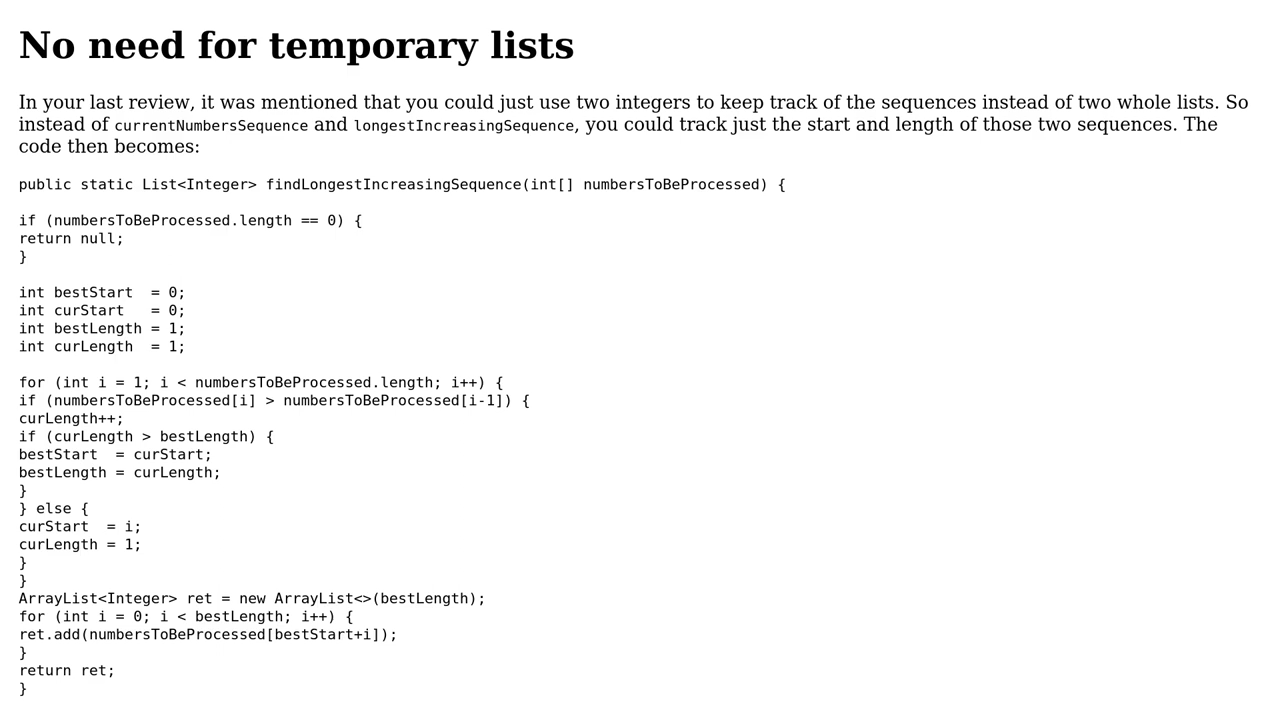 No need for temporary lists
In your last review, it was mentioned that you could just use two integers to keep track of the sequences instead of two whole lists. So
instead of currentNumbersSequence and longestIncreasingSequence, you could track just the start and length of those two sequences. The
code then becomes:
public static List<Integer> findLongestIncreasingSequence(int[] numbersToBeProcessed) {
if (numbersToBeProcessed.length == 0) {
return null;
}
int bestStart  = 0;
int curStart   = 0;
int bestLength = 1;
int curLength  = 1;
for (int i = 1; i < numbersToBeProcessed.length; i++) {
if (numbersToBeProcessed[i] > numbersToBeProcessed[i-1]) {
curLength++;
if (curLength > bestLength) {
bestStart  = curStart;
bestLength = curLength;
}
} else {
curStart  = i;
curLength = 1;
}
}
ArrayList<Integer> ret = new ArrayList<>(bestLength);
for (int i = 0; i < bestLength; i++) {
ret.add(numbersToBeProcessed[bestStart+i]);
}
return ret;
}